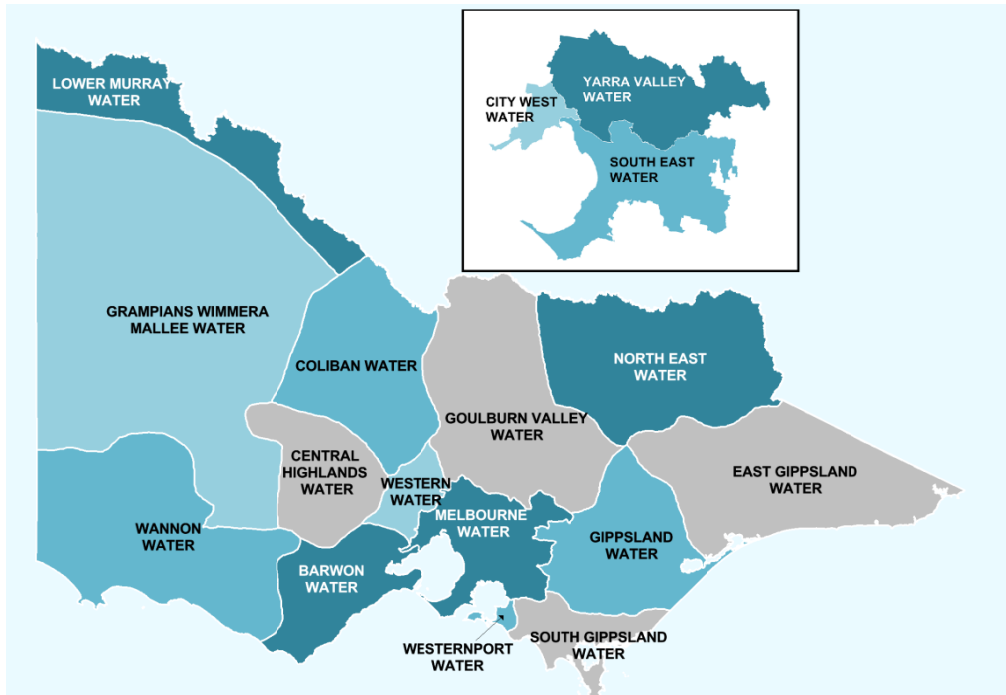 LOWER MURRAY
WATER
YARRA VALLEY
WATER
CITY WEST
WATER
SOUTH EAST
WATER
GRAMPIANS WIMMERA
MALLEE WATER
COLIBAN WATER
NORTH EAST
WATER
GOULBURN VALLEY
WATER
CENTRAL
HIGHLANDS
WATER
WESTERN
WATER
EAST GIPPSLAND
WATER
MELBOURNE
WATER
WANNON
WATER
GIPPSLAND
WATER
BARWON
WATER
WESTERNPORT
WATER
SOUTH GIPPSLAND
WATER